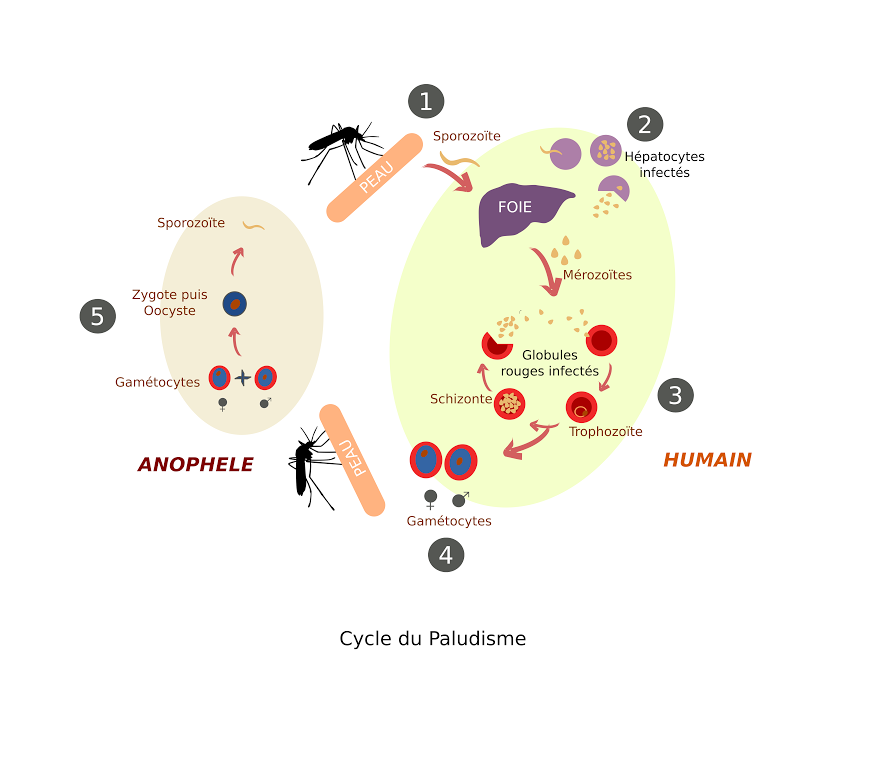 1
Sporozoïte
PEAU
2
Hépatocytes
infectés
FOIE
Mérozoïtes
Globules
rouges infectés
3
Schizonte
Trophozoïte
HUMAIN
Gamétocytes
4
PEAU
Sporozoïte
Zygote puis
Oocyste
5
Gamétocytes
ANOPHELE
Cycle du Paludisme